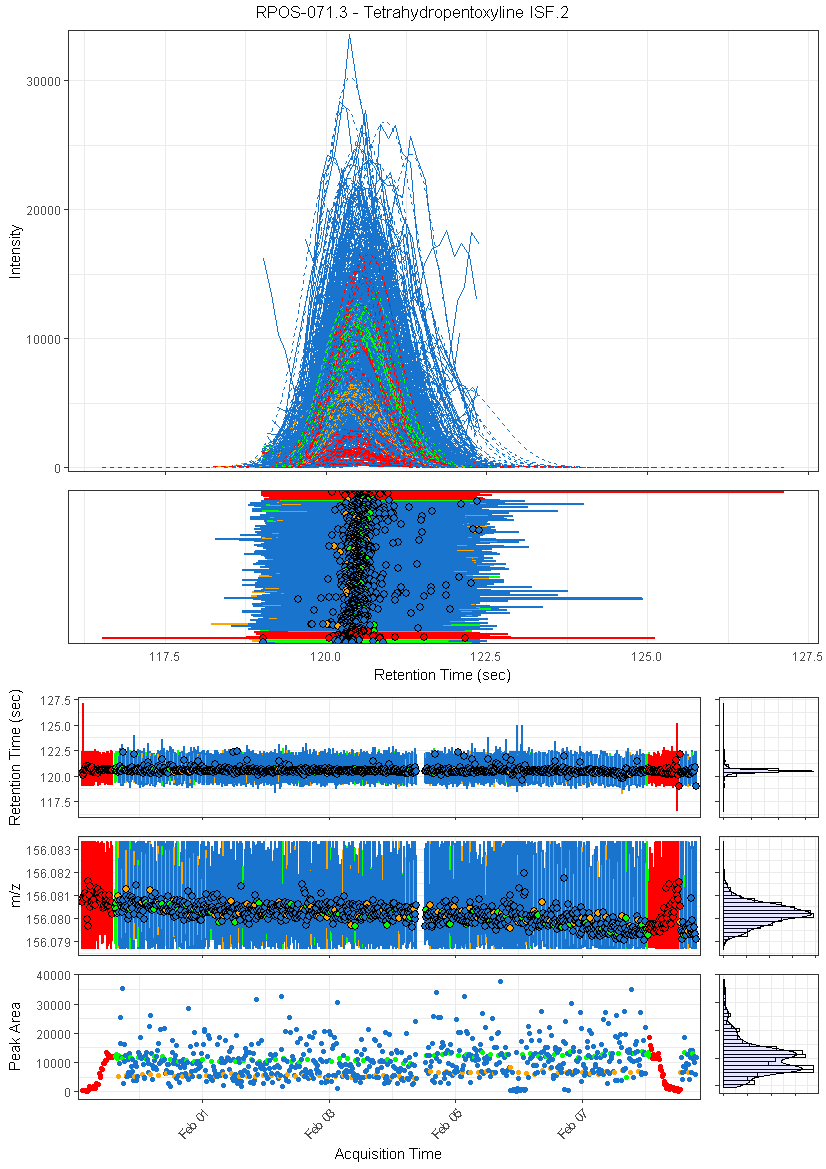 RPOS-071.3 - Tetrahydropentoxyline ISF.2
30000
20000
10000
0
Intensity
117.5
120.0
122.5
125.0
127.5
Retention Time (sec)
127.5
125.0
122.5
120.0
117.5
Retention Time (sec)
156.083
156.082
156.081
156.080
156.079
m/z
40000
30000
20000
10000
0
Peak Area
Feb 01
Feb 03
Feb 05
Feb 07
Acquisition Time